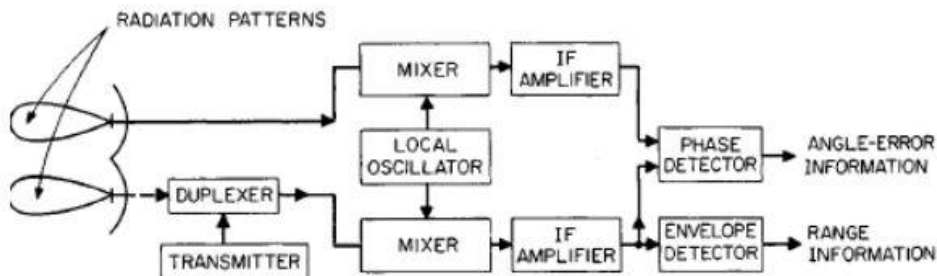 RADIATION PATTERNS
MIXER
IF
AMPLIFIER
LOCAL
OSCILLATOR
PHASE
DETECTOR
ANGLE-ERROR
INFORMATION
DUPLEXER
TRANSMITTER
MIXER
IF
AMPLIFIER
ENVELOPE
DETECTOR
RANGE
INFORMATION